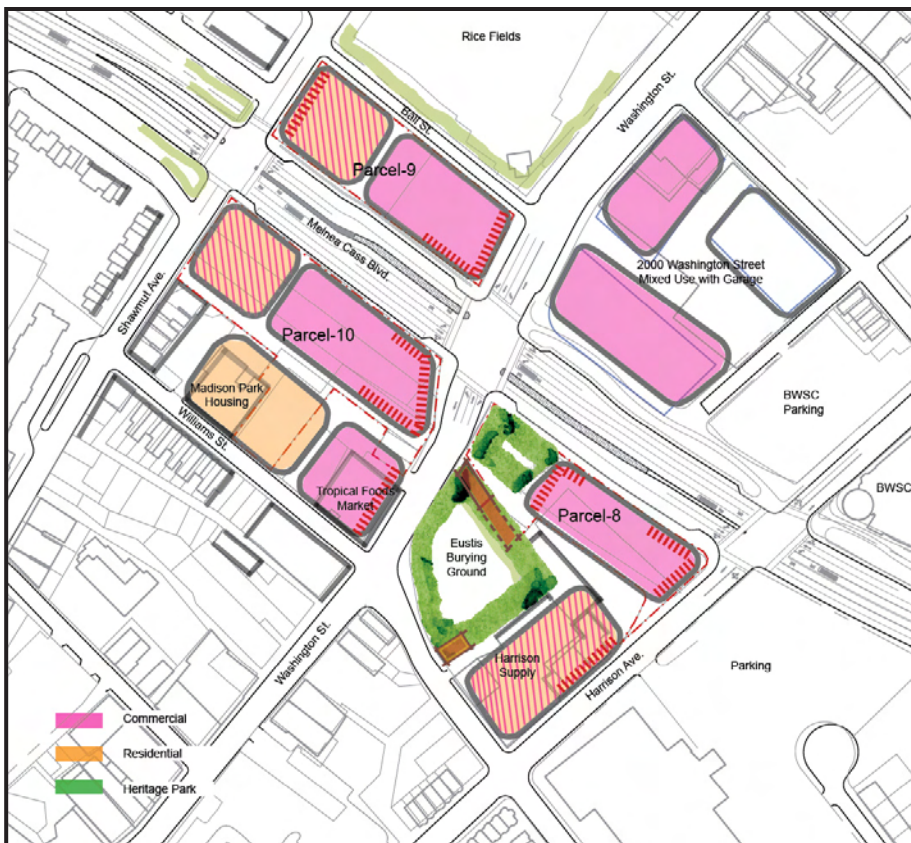 Rice Fields
Washington St.
Ball St.
Parcel-9
Melnea Cass Blvd.
2000 Washington Street
Mixed Use with Garage
Shawmut Ave.
Parcel-10
Madison Park
Housing
BWSC
Parking
Williams St.
BWSC
Tropical Foods
Market
Parcel-8
Eustis
Burying
Ground
Washington St.
Harrison
Supply
Harrison Ave.
Parking
Commercial
Residential
Heritage Park